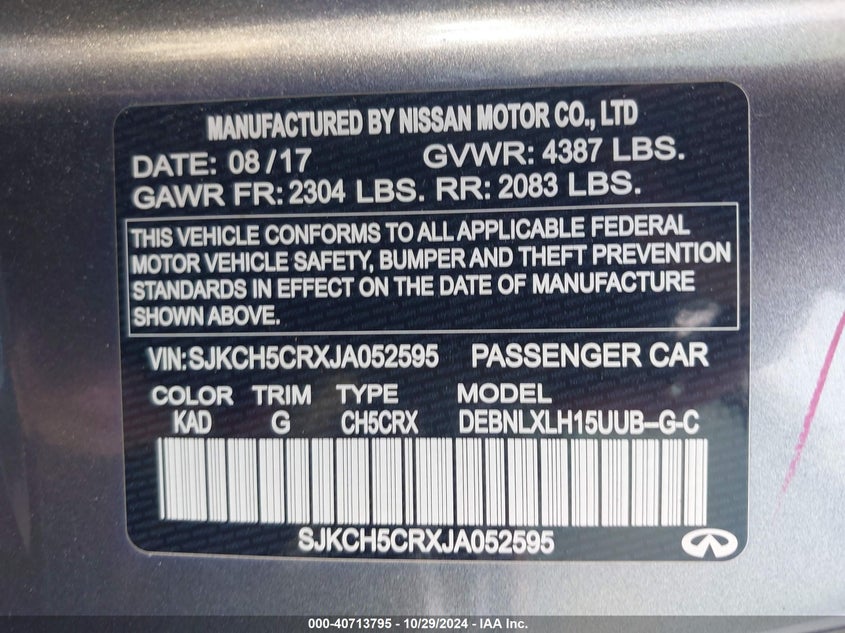 MANUFACTURED BY NISSAN MOTOR CO., LTD
DATE: 08/17 GVWR: 4387 LBS.
GAWR FR: 2304 LBS. RR: 2083 LBS.
THIS VEHICLE CONFORMS TO ALL APPLICABLE FEDERAL
MOTOR VEHICLE SAFETY, BUMPER AND THEFT PREVENTION
STANDARDS IN EFFECT ON THE DATE OF MANUFACTURE
SHOWN ABOVE.
VIN:SJKCH5CRXJA052595 PASSENGER CAR
COLOR TRIM TYPE MODEL
KAD G CH5CRX DEBNLXLH15UUB--G-C
SJKCH5CRXJA052595
000-40713795 - 10/29/2024 - IAA Inc.